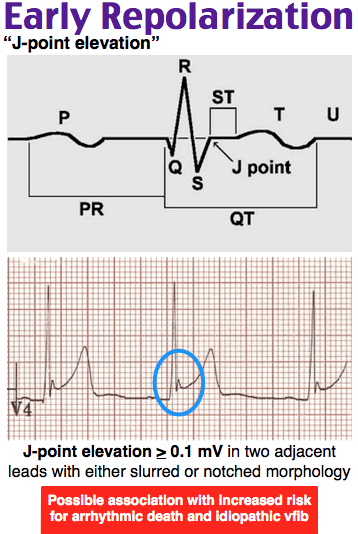 Early Repolarization
“J-point elevation”
R
ST
P
T
U
Q
J point
S
PR
QT
V4
J-point elevation ≥ 0.1 mV in two adjacent
leads with either slurred or notched morphology
Possible association with increased risk
for arrhythmic death and idiopathic vfib